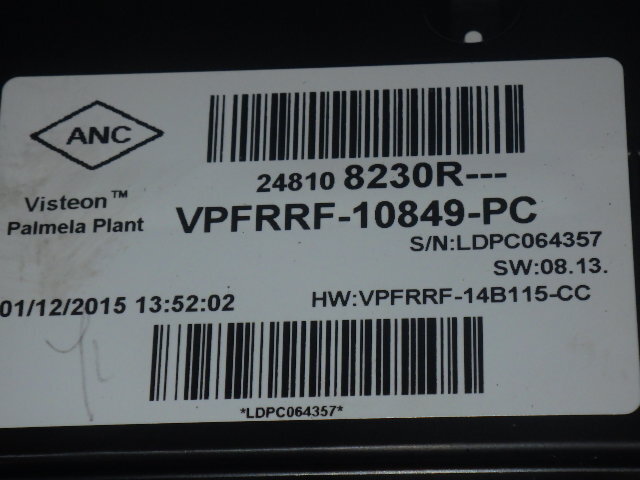 ANC
24810 8230R---
Visteon™
Palmela Plant
VPFRRF-10849-PC
S/N:LDPC064357
SW:08.13.
01/12/2015 13:52:02
HW:VPFRRF-14B115-CC
*LDPC064357*